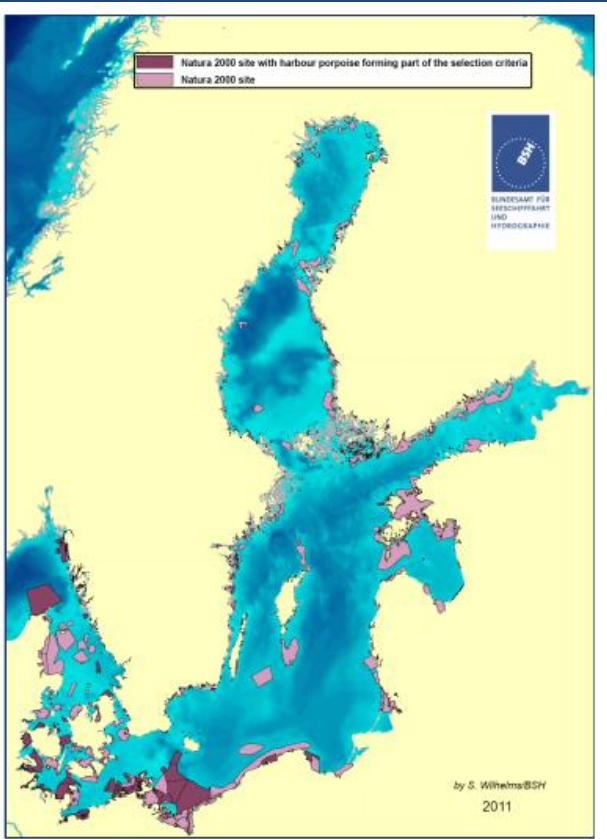 Natura 2000 site with harbour porpoise forming part of the selection criteria
Natura 2000 site
BSH
BUNDESAMT FÜR
SEESCHIFFFAHRT
UND
HYDROGRAPHIE
by S. Wilhelms/BSH
2011